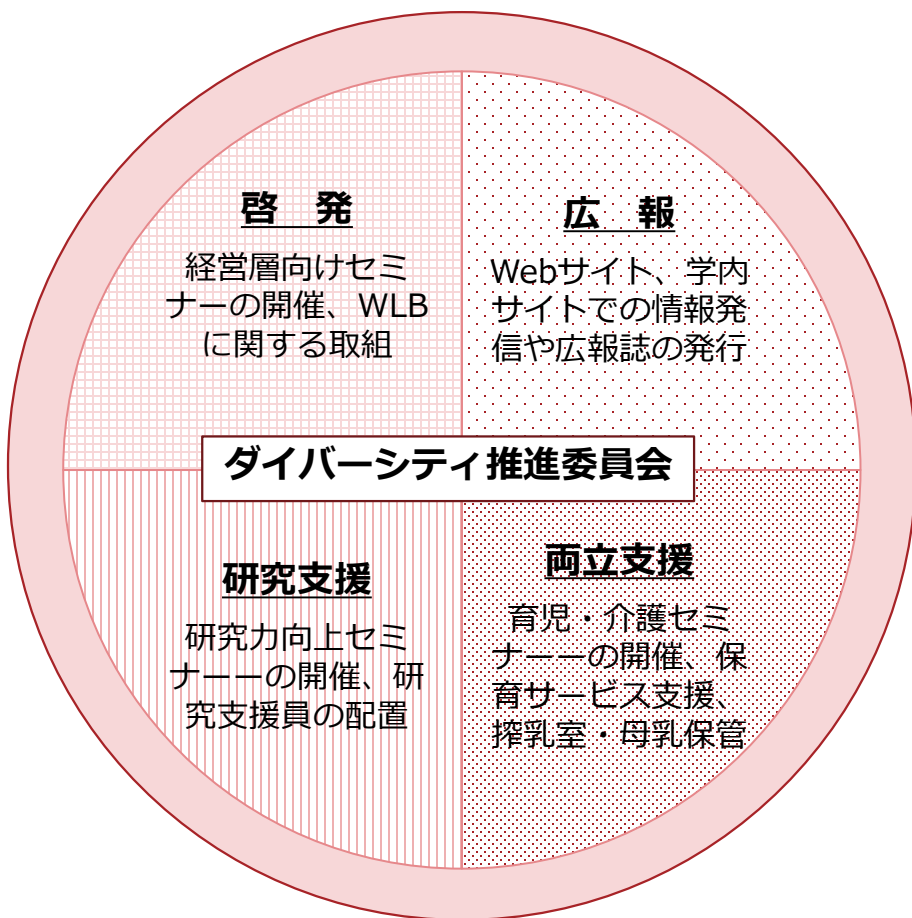 啓　発
経営層向けセミ
ナーの開催、WLB
に関する取組
広　報
Webサイト、学内
サイトでの情報発
信や広報誌の発行
ダイバーシティ推進委員会
研究支援
研究力向上セミ
ナーーの開催、研
究支援員の配置
両立支援
育児・介護セミ
ナーーの開催、保
育サービス支援、
搾乳室・母乳保管